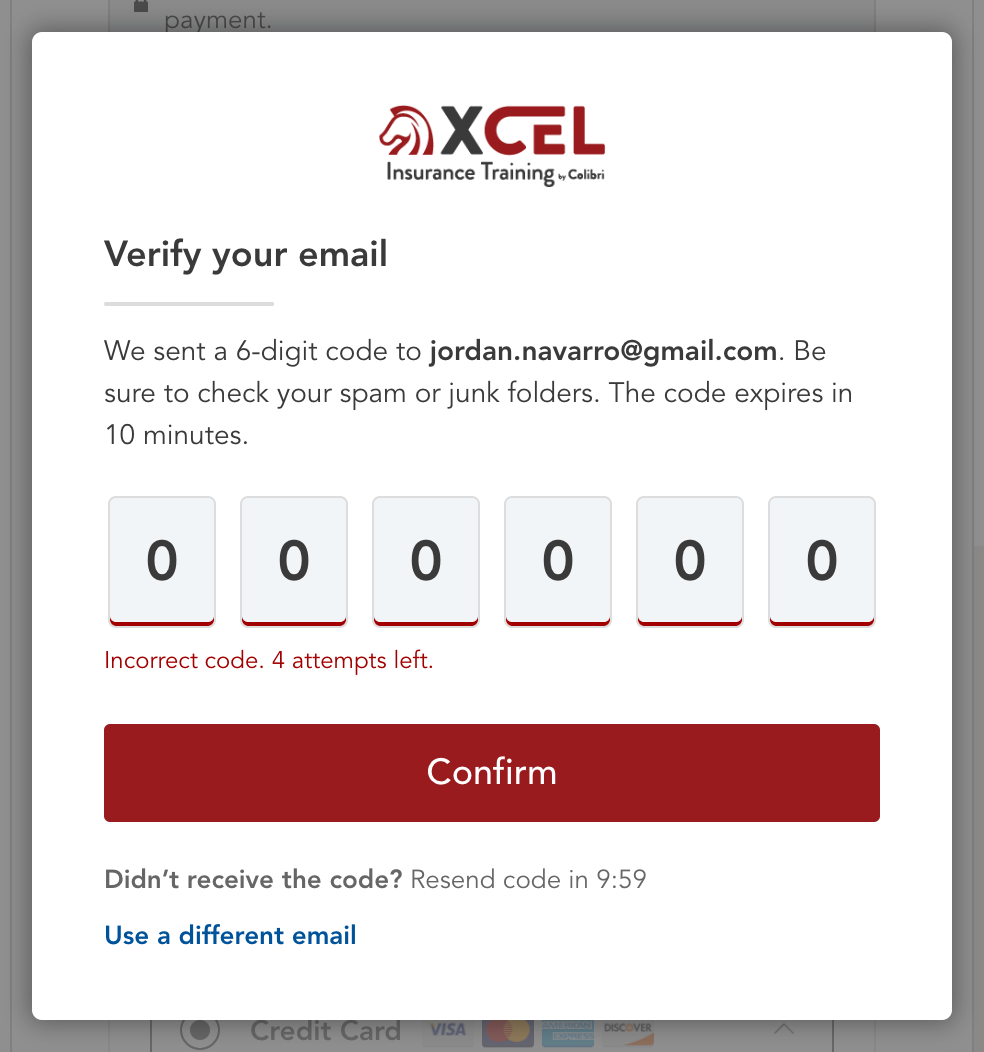 payment.
XCEL
Insurance Training by Colibri
Verify your email
We sent a 6-digit code to jordan.navarro@gmail.com. Be
sure to check your spam or junk folders. The code expires in
10 minutes.
0 0 0 0 0 0
Incorrect code. 4 attempts left.
Confirm
Didn’t receive the code? Resend code in 9:59
Use a different email
Credit Card VISA AMERICAN EXPRESS DISCOVER